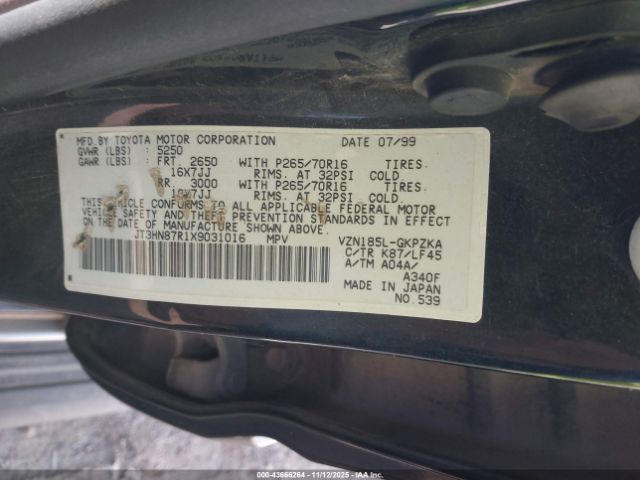 MFD.BY TOYOTA MOTOR CORPORATION DATE 07/99
GVWR (LBS) : 5250
GAWR (LBS) : FRT. 2650 WITH P265/70R16 TIRES.
16X7JJ RIMS. AT 32PSI COLD.
RR. 3000 WITH P265/70R16 TIRES.
16X7JJ RIMS. AT 32PSI COLD.
THIS VEHICLE CONFORMS TO ALL APPLICABLE FEDERAL MOTOR
VEHICLE SAFETY AND THEFT PREVENTION STANDARDS IN EFFECT
ON THE DATE OF MANUFACTURE SHOWN ABOVE.
JT3HN87R1X9031016 MPV VZN185L-GKPZKA
C/TR K87/LF45
A/TM A04A/
A340F
MADE IN JAPAN
NO.539
000-43666264 - 11/12/2025 - IAAI.COM